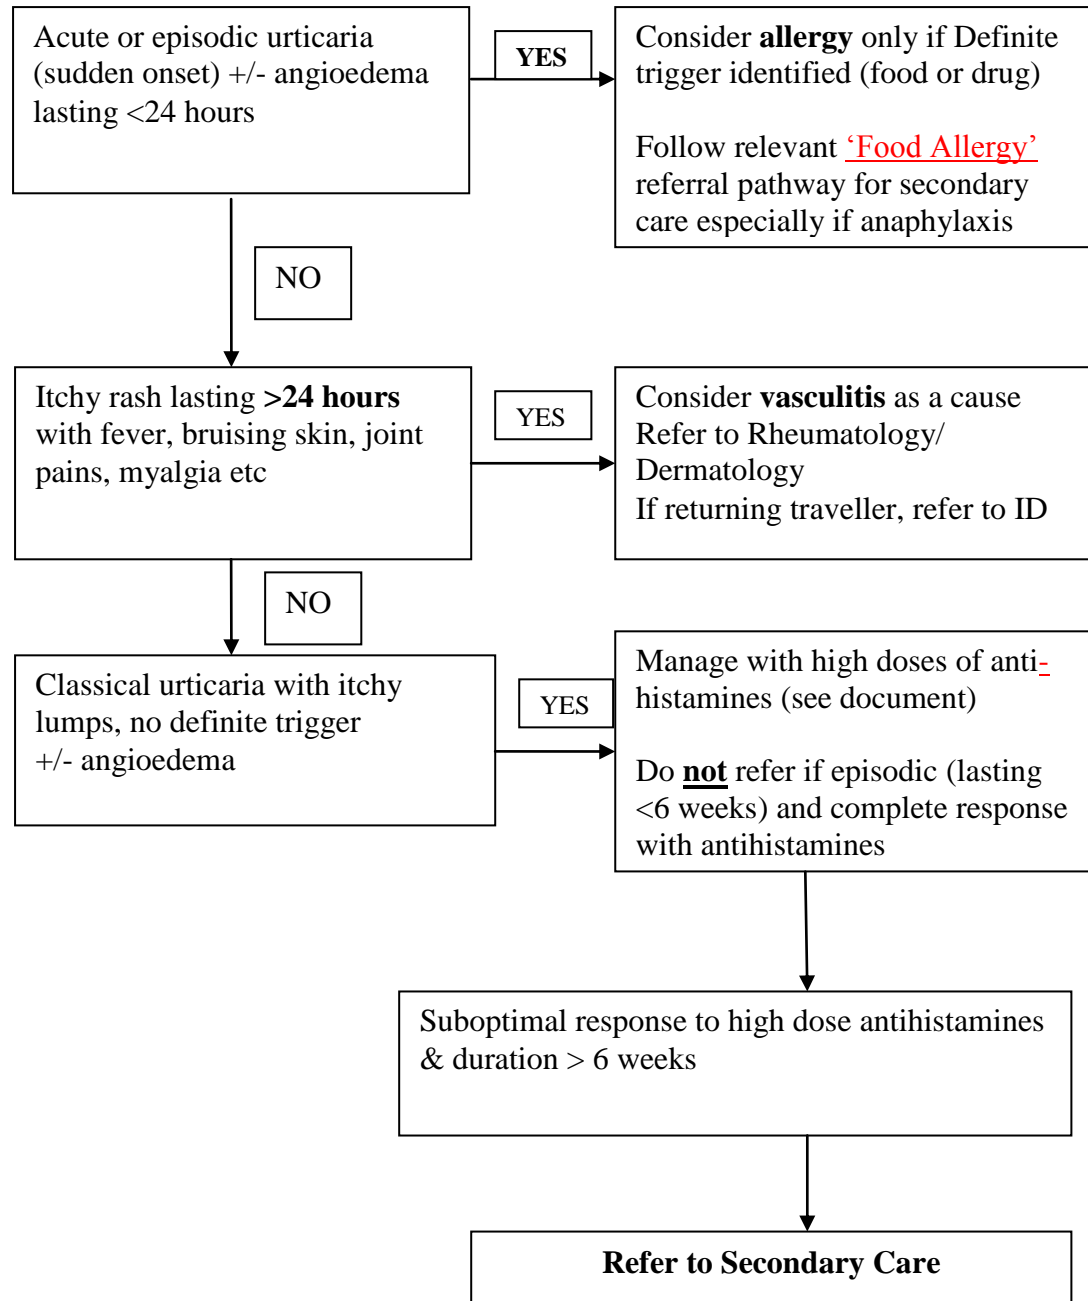 Acute or episodic urticaria
(sudden onset) +/- angioedema
lasting <24 hours
YES
Consider allergy only if Definite
trigger identified (food or drug)
Follow relevant ‘Food Allergy’
referral pathway for secondary
care especially if anaphylaxis
NO
Itchy rash lasting >24 hours
with fever, bruising skin, joint
pains, myalgia etc
YES
Consider vasculitis as a cause
Refer to Rheumatology/
Dermatology
If returning traveller, refer to ID
NO
Classical urticaria with itchy
lumps, no definite trigger
+/- angioedema
YES
Manage with high doses of anti-
histamines (see document)
Do not refer if episodic (lasting
<6 weeks) and complete response
with antihistamines
Suboptimal response to high dose antihistamines
& duration > 6 weeks
Refer to Secondary Care